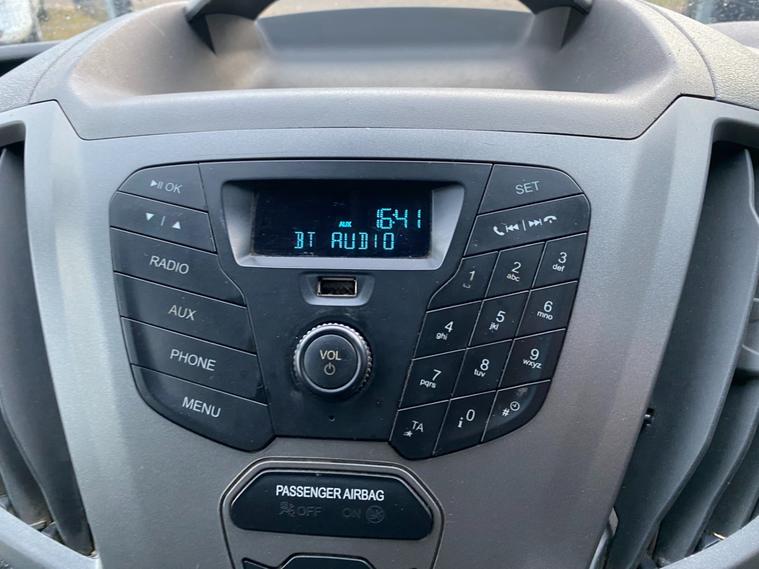 OK
SET
AUX 16:41
BT AUDIO
RADIO
AUX
PHONE
MENU
VOL
1
2 abc
3 def
4 ghi
5 jkl
6 mno
7 pqrs
8 tuv
9 wxyz
* TA
i 0
#
PASSENGER AIRBAG
OFF ON